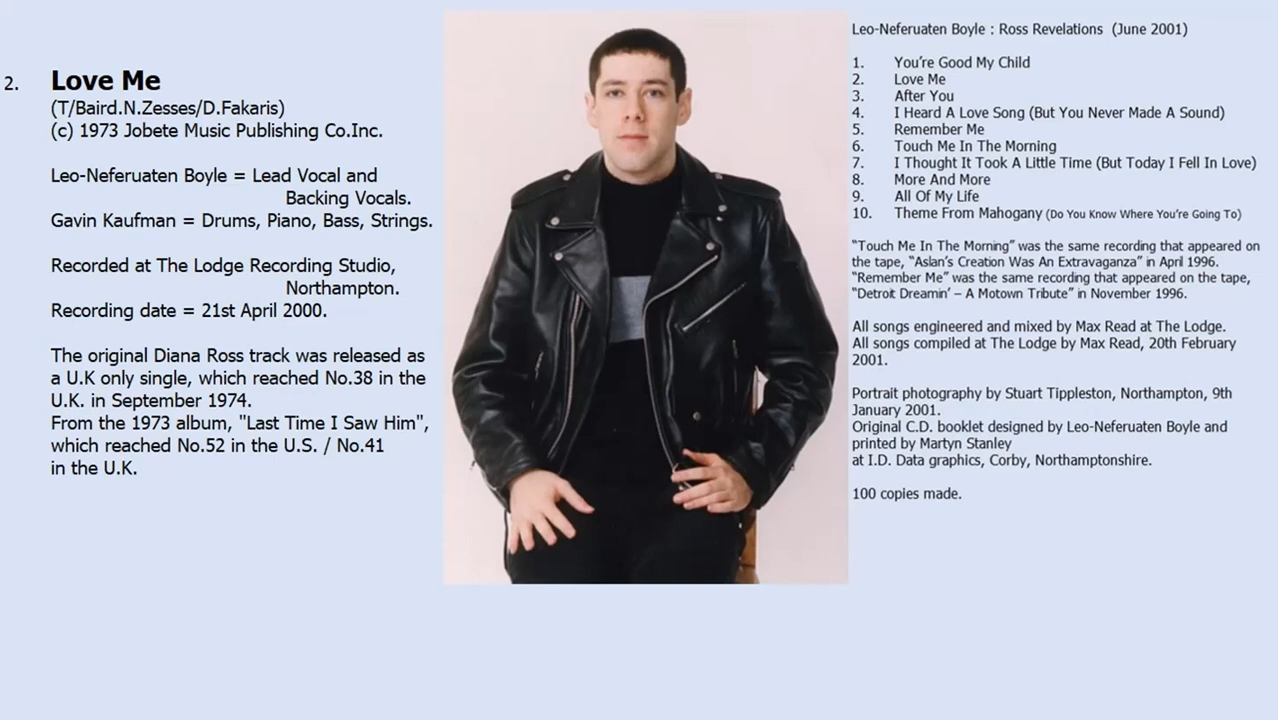 2. Love Me
(T/Baird.N.Zesses/D.Fakaris)
(c) 1973 Jobete Music Publishing Co.Inc.
Leo-Neferuaten Boyle = Lead Vocal and
Backing Vocals.
Gavin Kaufman = Drums, Piano, Bass, Strings.
Recorded at The Lodge Recording Studio,
Northampton.
Recording date = 21st April 2000.
The original Diana Ross track was released as
a U.K only single, which reached No.38 in the
U.K. in September 1974.
From the 1973 album, "Last Time I Saw Him",
which reached No.52 in the U.S. / No.41
in the U.K.
Leo-Neferuaten Boyle : Ross Revelations (June 2001)
1. You’re Good My Child
2. Love Me
3. After You
4. I Heard A Love Song (But You Never Made A Sound)
5. Remember Me
6. Touch Me In The Morning
7. I Thought It Took A Little Time (But Today I Fell In Love)
8. More And More
9. All Of My Life
10. Theme From Mahogany (Do You Know Where You’re Going To)
“Touch Me In The Morning” was the same recording that appeared on
the tape, “Aslan’s Creation Was An Extravaganza” in April 1996.
“Remember Me” was the same recording that appeared on the tape,
“Detroit Dreamin’ – A Motown Tribute” in November 1996.
All songs engineered and mixed by Max Read at The Lodge.
All songs compiled at The Lodge by Max Read, 20th February
2001.
Portrait photography by Stuart Tippleston, Northampton, 9th
January 2001.
Original C.D. booklet designed by Leo-Neferuaten Boyle and
printed by Martyn Stanley
at I.D. Data graphics, Corby, Northamptonshire.
100 copies made.